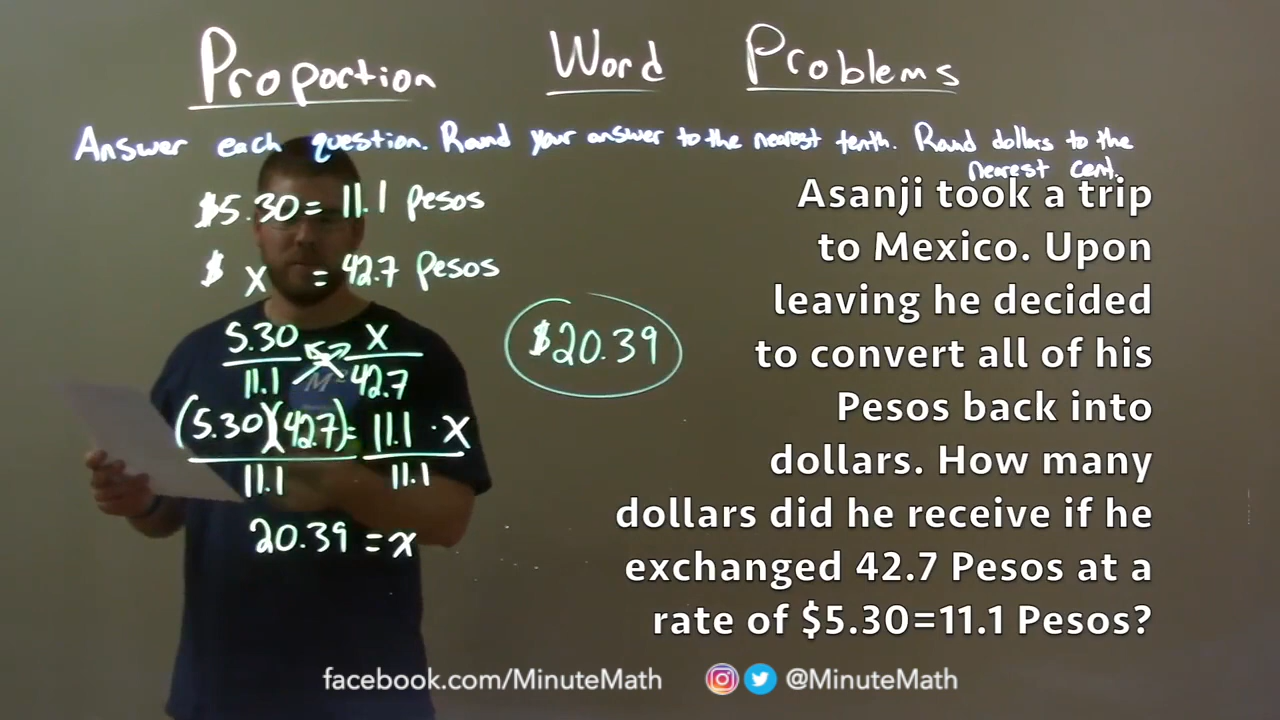 Proportion Word Problems
Answer each question. Round your answer to the nearest tenth. Round dollars to the
nearest cent.
$5.30 = 11.1 pesos
$ x = 42.7 pesos
5.30 x
11.1 42.7
(5.30)(42.7) = 11.1 · x
11.1 11.1
20.39 = x
$20.39
Asanji took a trip
to Mexico. Upon
leaving he decided
to convert all of his
Pesos back into
dollars. How many
dollars did he receive if he
exchanged 42.7 Pesos at a
rate of $5.30=11.1 Pesos?
facebook.com/MinuteMath @MinuteMath